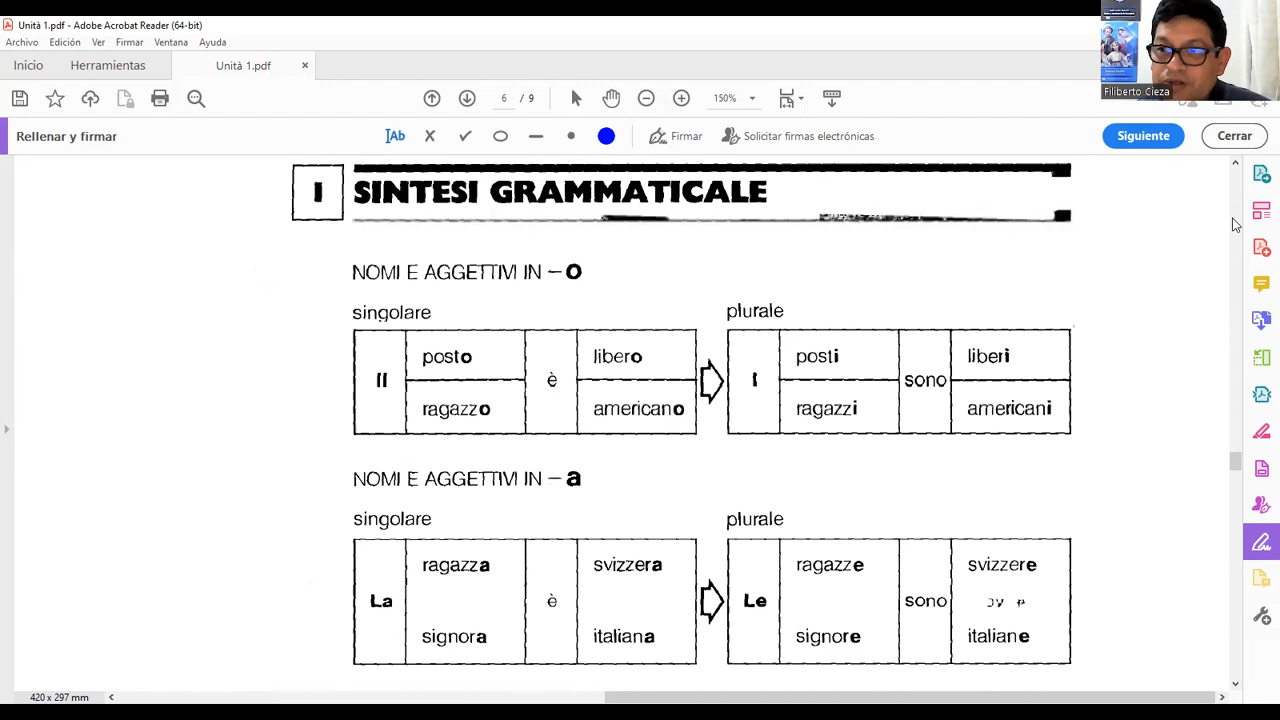 Unità 1.pdf - Adobe Acrobat Reader (64-bit)
Archivo Edición Ver Firmar Ventana Ayuda
Inicio Herramientas Unità 1.pdf ×
6 / 9 150%
Filiberto Cieza
Rellenar y firmar Ab Firmar Solicitar firmas electrónicas Siguiente Cerrar
I SINTESI GRAMMATICALE
NOMI E AGGETTIVI IN – o
singolare plurale
posto libero posti liberi
Il è I sono
ragazzo americano ragazzi americani
NOMI E AGGETTIVI IN – a
singolare plurale
ragazza svizzera ragazze svizzere
La è Le sono
signora italiana signore italiane
420 x 297 mm